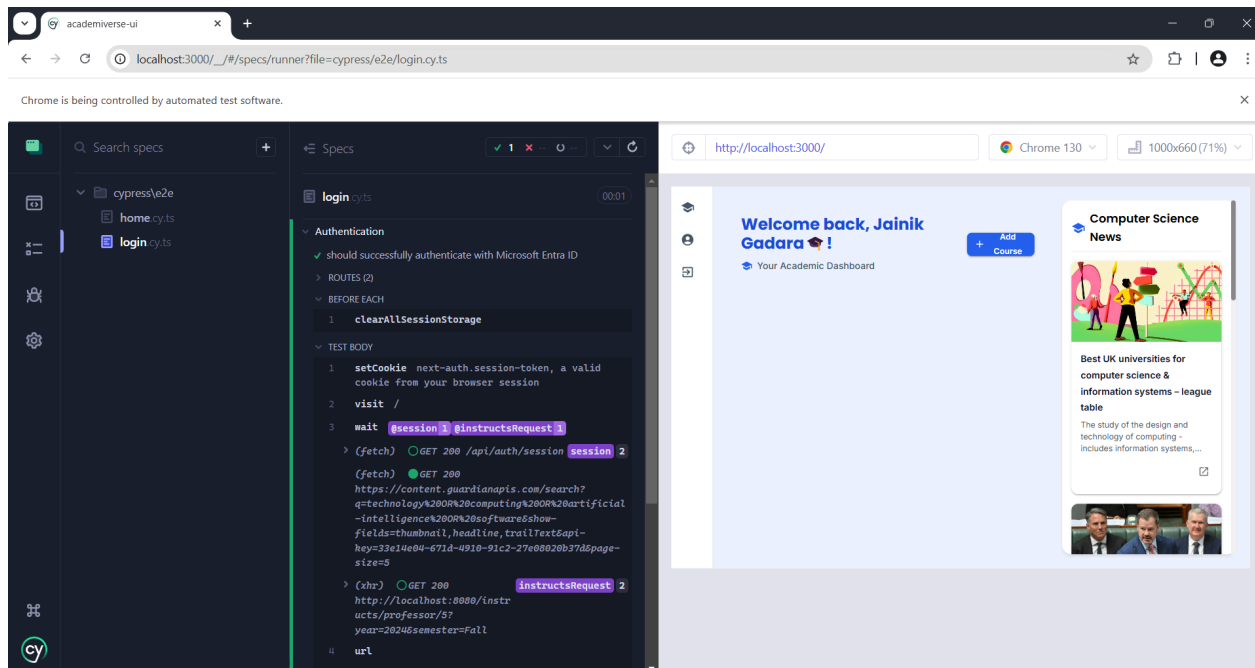 academiverse-ui
localhost:3000/__/#/specs/runner?file=cypress/e2e/login.cy.ts
Chrome is being controlled by automated test software.
Search specs
+
cypress\e2e
home.cy.ts
login.cy.ts
Specs
1 -- --
login.cy.ts
00:01
Authentication
should successfully authenticate with Microsoft Entra ID
ROUTES (2)
BEFORE EACH
1 clearAllSessionStorage
TEST BODY
1 setCookie next-auth.session-token, a valid
cookie from your browser session
2 visit /
3 wait @session 1 @instructsRequest 1
(fetch) GET 200 /api/auth/session session 2
(fetch) GET 200
https://content.guardianapis.com/search?
q=technology%20OR%20computing%20OR%20artificial
-intelligence%20OR%20software&show-
fields=thumbnail,headline,trailText&api-
key=33e14e04-671d-4910-91c2-27e08020b37d&page-
size=5
(xhr) GET 200 instructsRequest 2
http://localhost:8080/instr
ucts/professor/5?
year=2024&semester=Fall
4 url
cy
http://localhost:3000/
Chrome 130
1000x660 (71%)
Welcome back, Jainik
Gadara 🎓 !
Your Academic Dashboard
+ Add
Course
Computer Science
News
Best UK universities for
computer science &
information systems – league
table
The study of the design and
technology of computing -
includes information systems,...